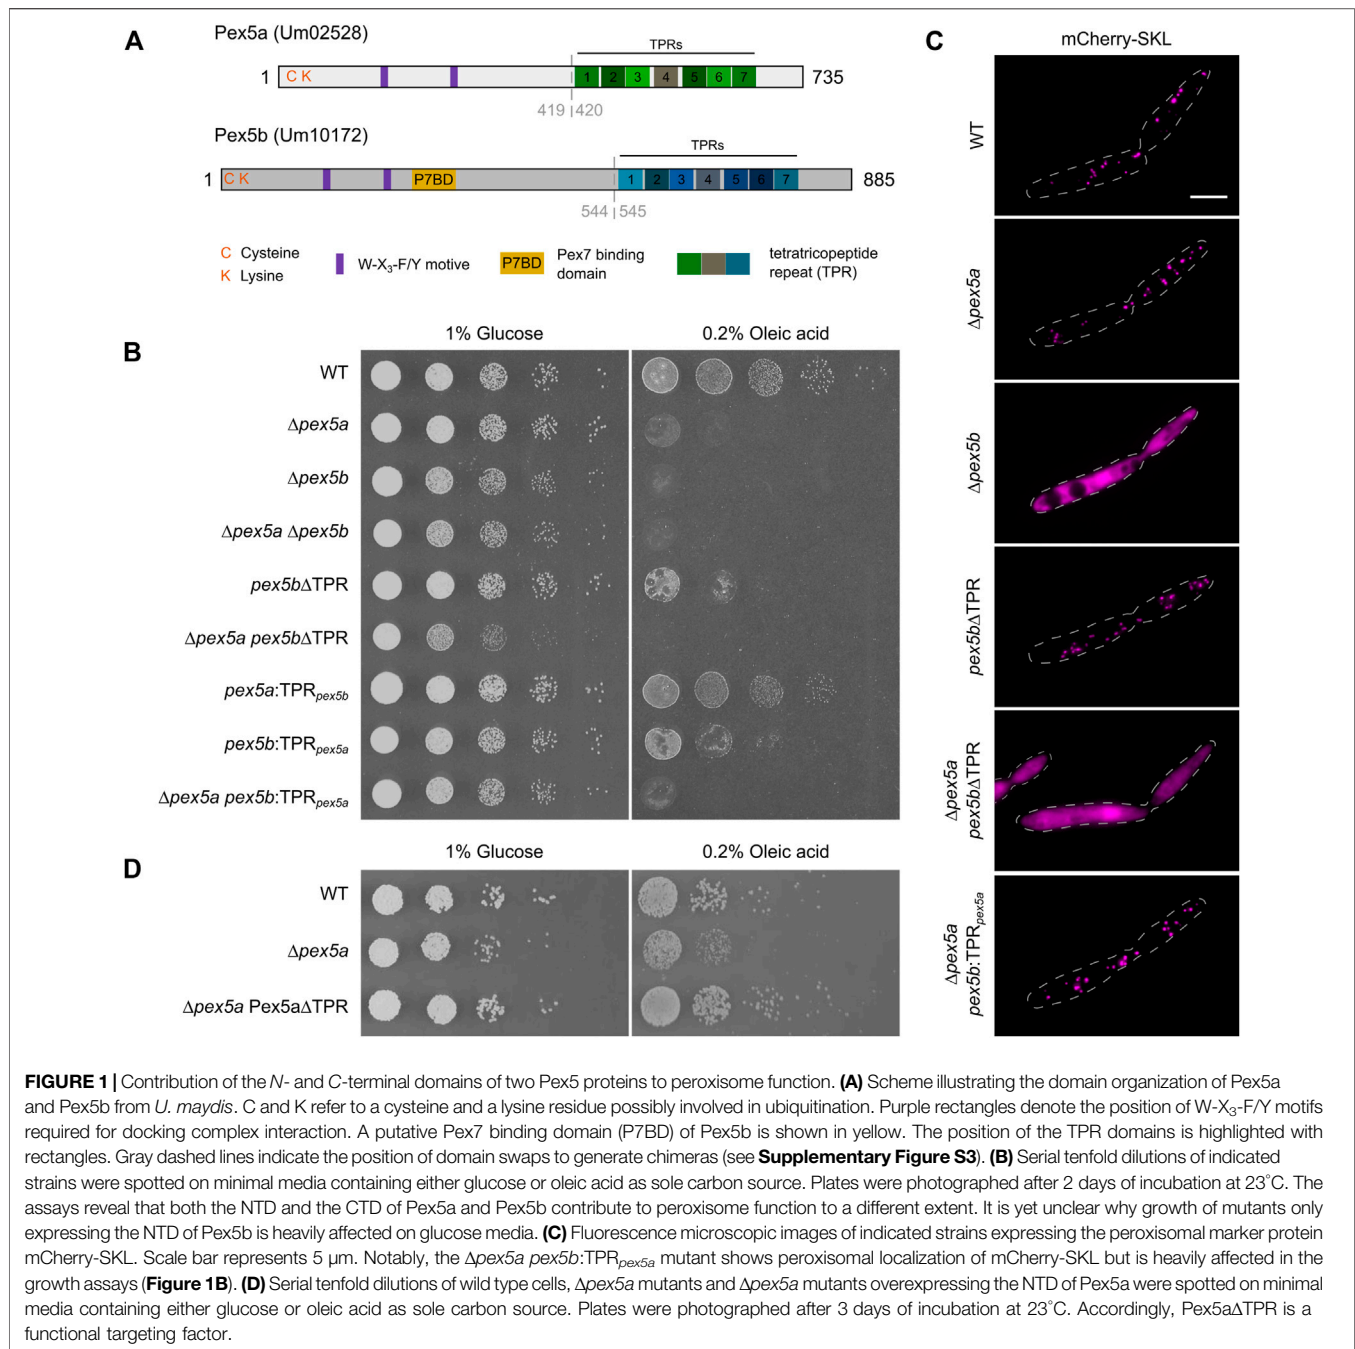 A
Pex5a (Um02528)
TPRs
1
C K
1 2 3 4 5 6 7
735
419 | 420
Pex5b (Um10172)
TPRs
1
C K
P7BD
1 2 3 4 5 6 7
885
544 | 545
C Cysteine
K Lysine
W-X₃-F/Y motive
P7BD
Pex7 binding
domain
tetratricopeptide
repeat (TPR)
B
1% Glucose
0.2% Oleic acid
WT
Δpex5a
Δpex5b
Δpex5a Δpex5b
pex5bΔTPR
Δpex5a pex5bΔTPR
pex5a:TPRpex5b
pex5b:TPRpex5a
Δpex5a pex5b:TPRpex5a
C
mCherry-SKL
WT
Δpex5a
Δpex5b
pex5bΔTPR
Δpex5a
pex5bΔTPR
Δpex5a
pex5b:TPRpex5a
D
1% Glucose
0.2% Oleic acid
WT
Δpex5a
Δpex5a Pex5aΔTPR
FIGURE 1 | Contribution of the N- and C-terminal domains of two Pex5 proteins to peroxisome function. (A) Scheme illustrating the domain organization of Pex5a
and Pex5b from U. maydis. C and K refer to a cysteine and a lysine residue possibly involved in ubiquitination. Purple rectangles denote the position of W-X₃-F/Y motifs
required for docking complex interaction. A putative Pex7 binding domain (P7BD) of Pex5b is shown in yellow. The position of the TPR domains is highlighted with
rectangles. Gray dashed lines indicate the position of domain swaps to generate chimeras (see Supplementary Figure S3). (B) Serial tenfold dilutions of indicated
strains were spotted on minimal media containing either glucose or oleic acid as sole carbon source. Plates were photographed after 2 days of incubation at 23°C. The
assays reveal that both the NTD and the CTD of Pex5a and Pex5b contribute to peroxisome function to a different extent. It is yet unclear why growth of mutants only
expressing the NTD of Pex5b is heavily affected on glucose media. (C) Fluorescence microscopic images of indicated strains expressing the peroxisomal marker protein
mCherry-SKL. Scale bar represents 5 μm. Notably, the Δpex5a pex5b:TPRpex5a mutant shows peroxisomal localization of mCherry-SKL but is heavily affected in the
growth assays (Figure 1B). (D) Serial tenfold dilutions of wild type cells, Δpex5a mutants and Δpex5a mutants overexpressing the NTD of Pex5a were spotted on minimal
media containing either glucose or oleic acid as sole carbon source. Plates were photographed after 3 days of incubation at 23°C. Accordingly, Pex5aΔTPR is a
functional targeting factor.